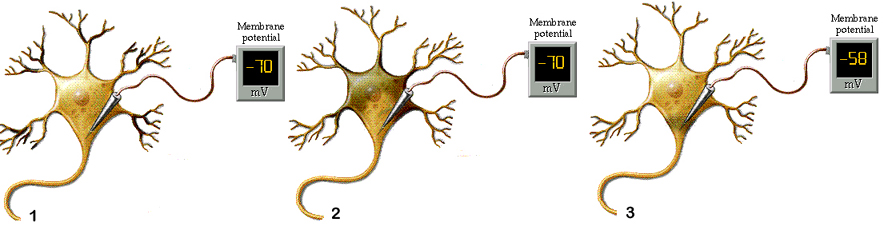 Membrane
potential
-70
mV
1
Membrane
potential
-70
mV
2
Membrane
potential
-58
mV
3